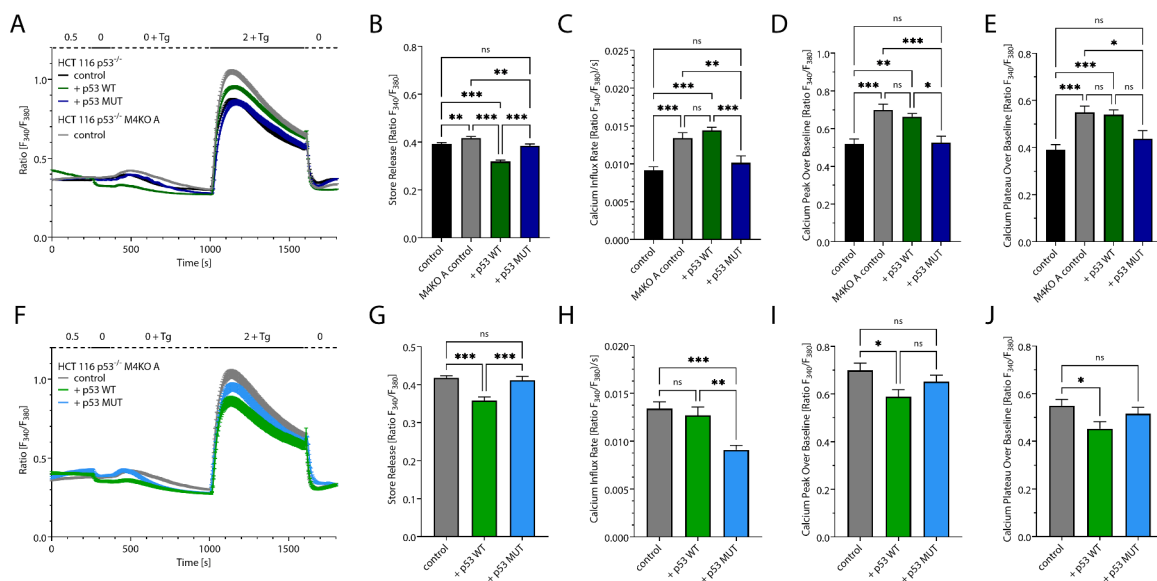 A
0.5 0 0 + Tg 2 + Tg 0
HCT 116 p53-/-
control
+ p53 WT
+ p53 MUT
HCT 116 p53-/- M4KO A
control
Ratio [F340/F380]
1.0
0.5
0.0
0 500 1000 1500
Time [s]
B
ns
**
***
** *** ***
Store Release [Ratio F340/F380]
0.8
0.6
0.4
0.2
0.0
control
M4KO A control
+ p53 WT
+ p53 MUT
C
ns
**
***
*** ns ***
Calcium Influx Rate [Ratio F340/F380)/s]
0.025
0.020
0.015
0.010
0.005
0.000
control
M4KO A control
+ p53 WT
+ p53 MUT
D
ns
***
**
*** ns *
Calcium Peak Over Baseline [Ratio F340/F380]
1.0
0.8
0.6
0.4
0.2
0.0
control
M4KO A control
+ p53 WT
+ p53 MUT
E
ns
*
***
*** ns ns
Calcium Plateau Over Baseline [Ratio F340/F380]
0.8
0.6
0.4
0.2
0.0
control
M4KO A control
+ p53 WT
+ p53 MUT
F
0.5 0 0 + Tg 2 + Tg 0
HCT 116 p53-/- M4KO A
control
+ p53 WT
+ p53 MUT
Ratio [F340/F380]
1.0
0.5
0.0
0 500 1000 1500
Time [s]
G
ns
*** ***
Store Release [Ratio F340/F380]
0.6
0.4
0.2
0.0
control
+ p53 WT
+ p53 MUT
H
***
ns **
Calcium Influx Rate [Ratio F340/F380)/s]
0.020
0.015
0.010
0.005
0.000
control
+ p53 WT
+ p53 MUT
I
ns
* ns
Calcium Peak Over Baseline [Ratio F340/F380]
0.8
0.6
0.4
0.2
0.0
control
+ p53 WT
+ p53 MUT
J
ns
*
Calcium Plateau Over Baseline [Ratio F340/F380]
0.8
0.6
0.4
0.2
0.0
control
+ p53 WT
+ p53 MUT